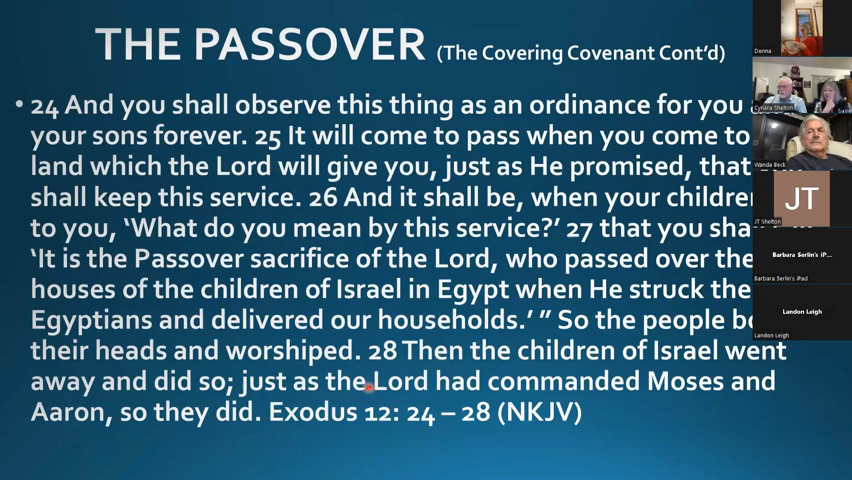 THE PASSOVER (The Covering Covenant Cont’d)
• 24 And you shall observe this thing as an ordinance for you
your sons forever. 25 It will come to pass when you come to
land which the Lord will give you, just as He promised, that
shall keep this service. 26 And it shall be, when your children
to you, ‘What do you mean by this service?’ 27 that you
‘It is the Passover sacrifice of the Lord, who passed over the
houses of the children of Israel in Egypt when He struck the
Egyptians and delivered our households.’ ” So the people
their heads and worshiped. 28 Then the children of Israel went
away and did so; just as the Lord had commanded Moses and
Aaron, so they did. Exodus 12: 24 – 28 (NKJV)
Donna
Cynara Shelton
Wanda Beck
JT
JT Shelton
Barbara Serlin's iP...
Barbara Serlin's iPad
Landon Leigh
Landon Leigh